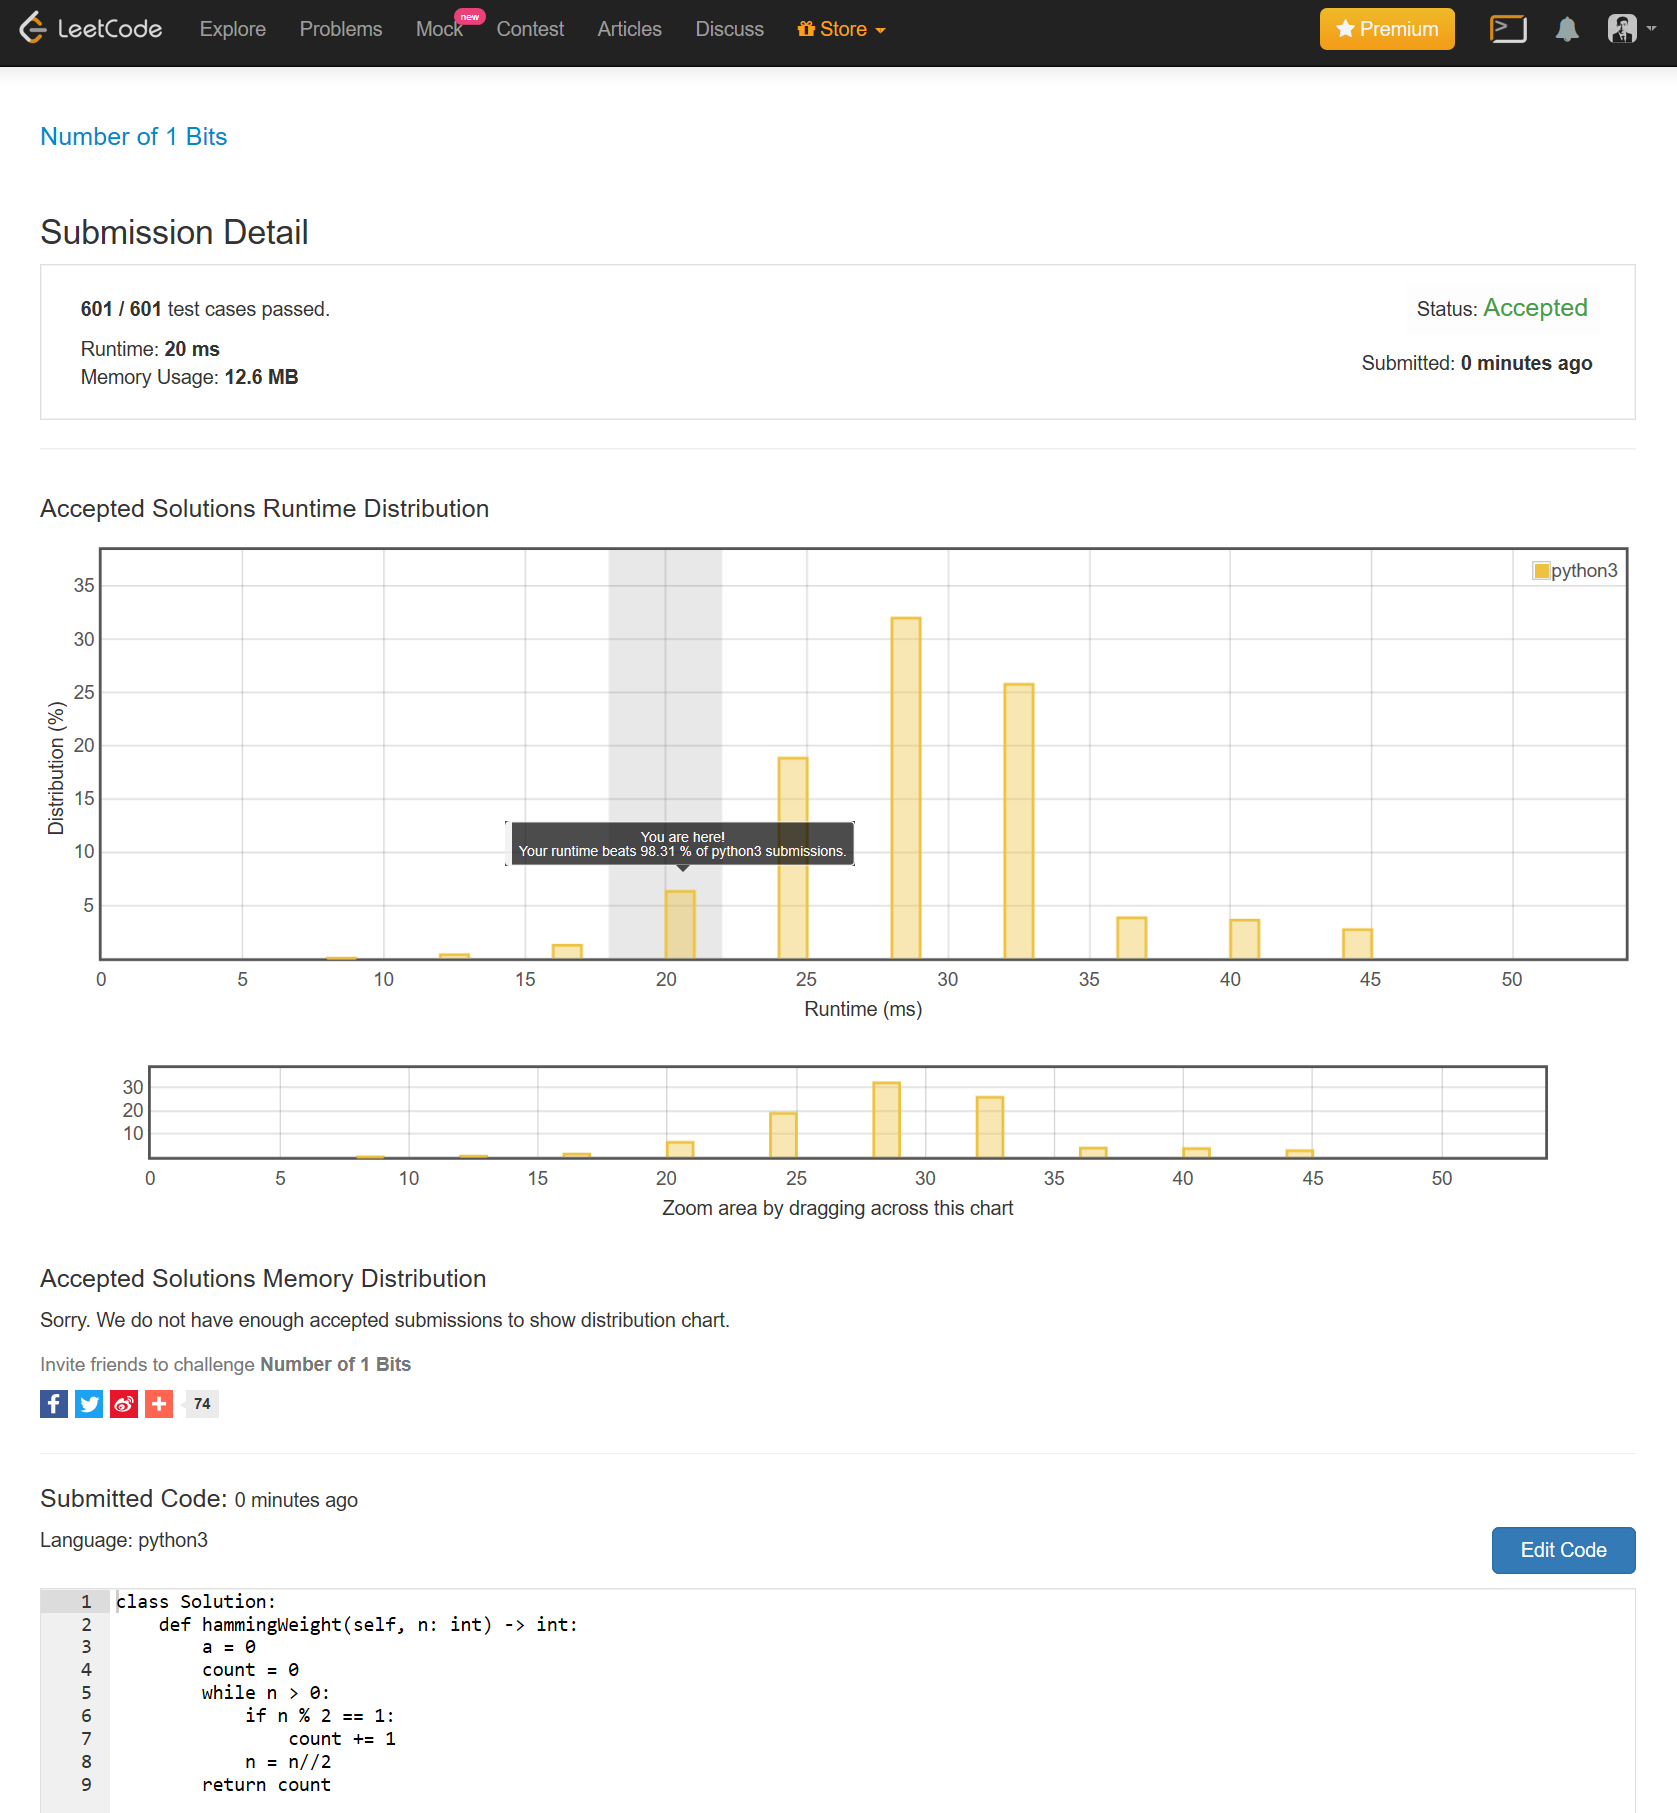 LeetCode Explore Problems Mock new Contest Articles Discuss Store Premium
Number of 1 Bits
Submission Detail
601 / 601 test cases passed.
Status: Accepted
Runtime: 20 ms
Submitted: 0 minutes ago
Memory Usage: 12.6 MB
Accepted Solutions Runtime Distribution
python3
35
30
25
20
15
10
5
Distribution (%)
You are here!
Your runtime beats 98.31 % of python3 submissions.
0 5 10 15 20 25 30 35 40 45 50
Runtime (ms)
30
20
10
0 5 10 15 20 25 30 35 40 45 50
Zoom area by dragging across this chart
Accepted Solutions Memory Distribution
Sorry. We do not have enough accepted submissions to show distribution chart.
Invite friends to challenge Number of 1 Bits
74
Submitted Code: 0 minutes ago
Language: python3
Edit Code
1 class Solution:
2     def hammingWeight(self, n: int) -> int:
3         a = 0
4         count = 0
5         while n > 0:
6             if n % 2 == 1:
7                 count += 1
8             n = n//2
9         return count